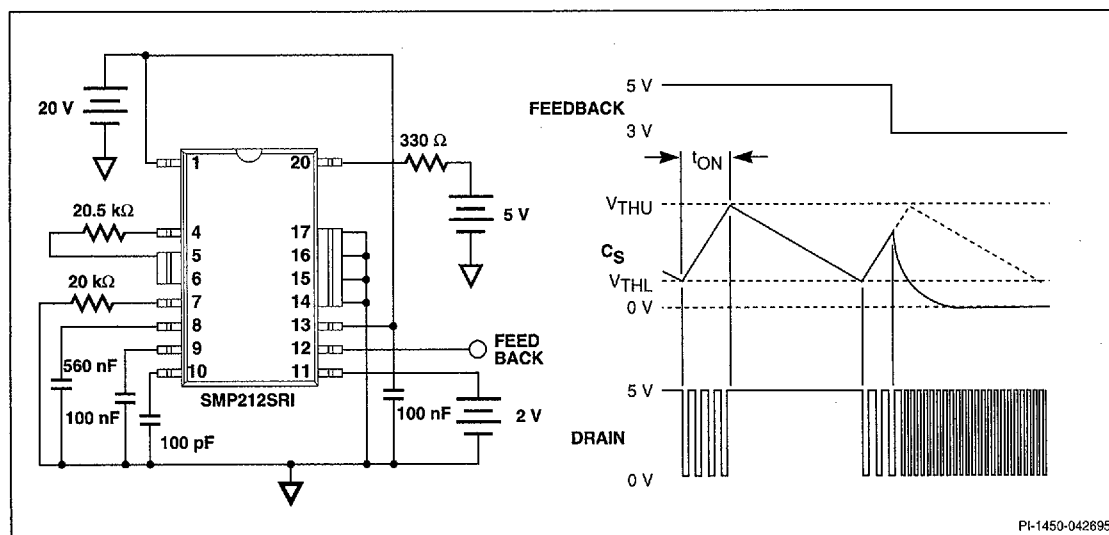 20 V
330 Ω
5 V
20.5 kΩ
20 kΩ
560 nF
100 nF
100 pF
1
4
5
6
7
8
9
10
20
17
16
15
14
13
12
11
SMP212SRI
FEED
BACK
100 nF
2 V
FEEDBACK
5 V
3 V
tON
VTHU
CS
VTHL
0 V
DRAIN
5 V
0 V
PI-1450-042695